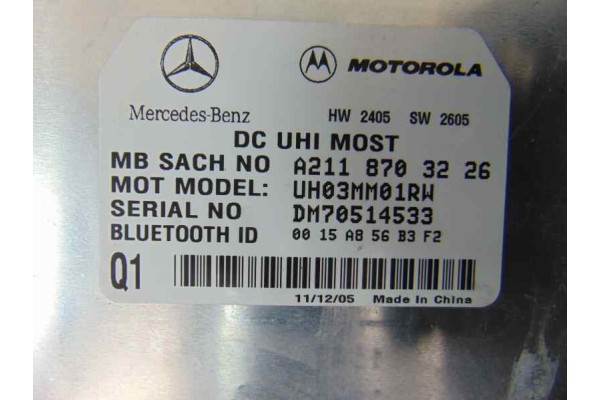 MOTOROLA
Mercedes-Benz HW 2405 SW 2605
DC UHI MOST
MB SACH NO A211 870 32 26
MOT MODEL: UH03MM01RW
SERIAL NO DM70514533
BLUETOOTH ID 00 15 A8 56 B3 F2
Q1
11/12/05 Made In China